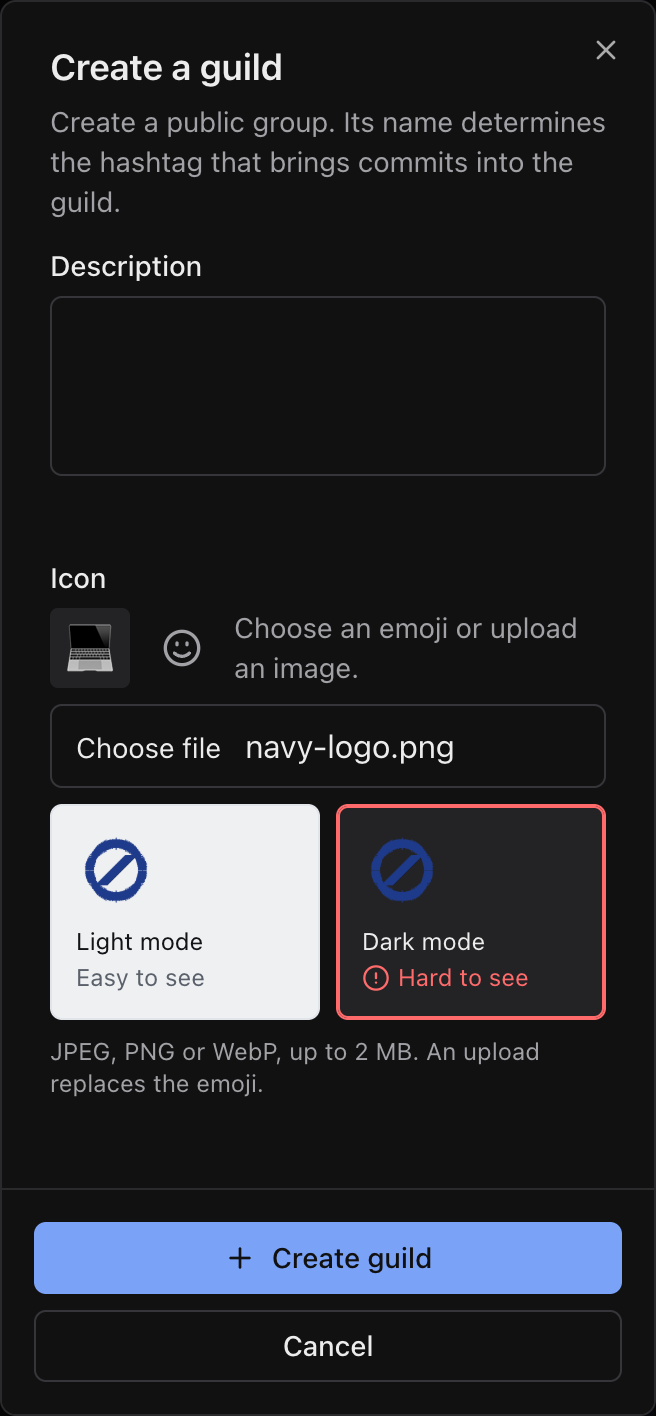 Create a guild
Create a public group. Its name determines
the hashtag that brings commits into the
guild.
Description
Icon
Choose an emoji or upload
an image.
Choose file navy-logo.png
Light mode
Easy to see
Dark mode
Hard to see
JPEG, PNG or WebP, up to 2 MB. An upload
replaces the emoji.
+ Create guild
Cancel